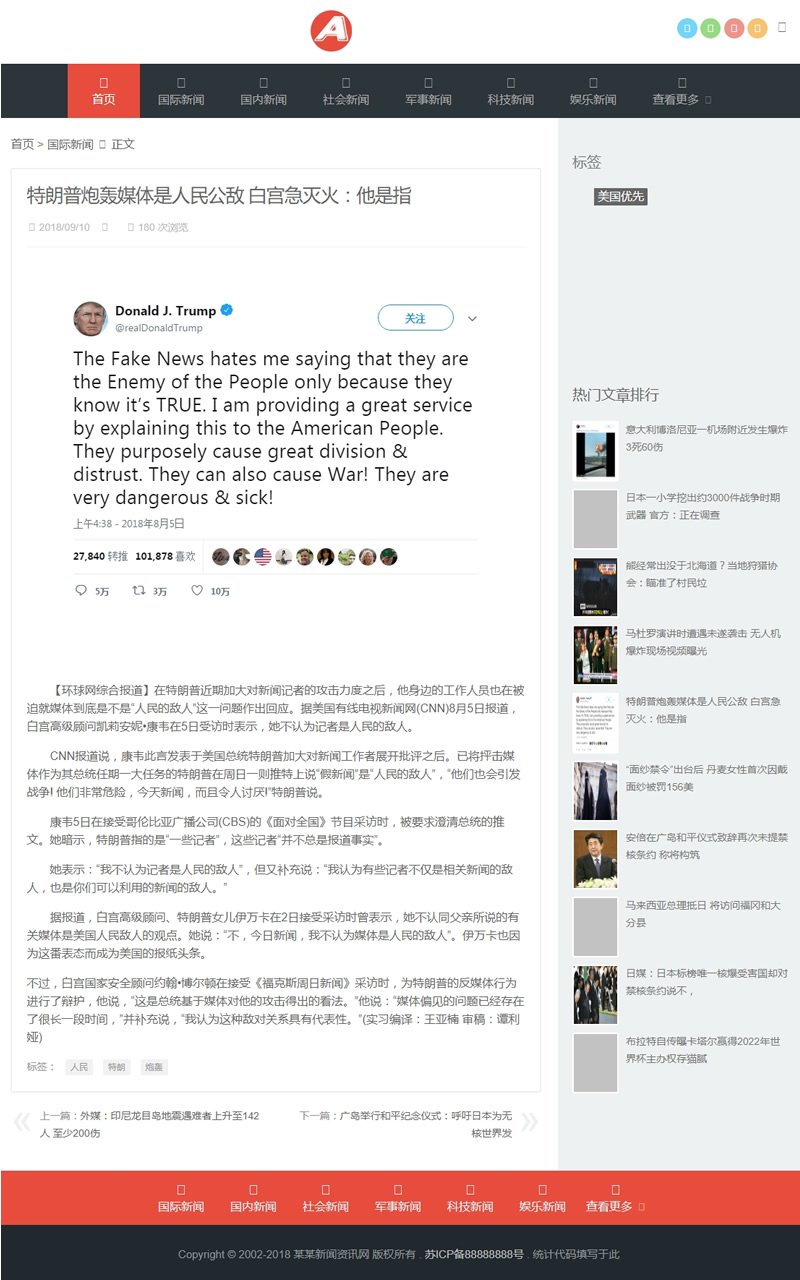 A
首页
国际新闻
国内新闻
社会新闻
军事新闻
科技新闻
娱乐新闻
查看更多
首页 > 国际新闻 正文
特朗普炮轰媒体是人民公敌 白宫急灭火：他是指
2018/09/10 180 次浏览
Donald J. Trump
@realDonaldTrump
关注
The Fake News hates me saying that they are
the Enemy of the People only because they
know it's TRUE. I am providing a great service
by explaining this to the American People.
They purposely cause great division &
distrust. They can also cause War! They are
very dangerous & sick!
上午4:38 - 2018年8月5日
27,840 转推 101,878 喜欢
5万 3万 10万
【环球网综合报道】在特朗普近期加大对新闻记者的攻击力度之后，他身边的工作人员也在被
迫就媒体到底是不是“人民的敌人”这一问题作出回应。据美国有线电视新闻网(CNN)8月5日报道，
白宫高级顾问凯莉安妮•康韦在5日受访时表示，她不认为记者是人民的敌人。
CNN报道说，康韦此言发表于美国总统特朗普加大对新闻工作者展开批评之后。已将抨击媒
体作为其总统任期一大任务的特朗普在周日一则推特上说“假新闻”是“人民的敌人”，“他们也会引发
战争! 他们非常危险，今天新闻，而且令人讨厌!”特朗普说。
康韦5日在接受哥伦比亚广播公司(CBS)的《面对全国》节目采访时，被要求澄清总统的推
文。她暗示，特朗普指的是“一些记者”，这些记者“并不总是报道事实”。
她表示：“我不认为记者是人民的敌人”，但又补充说：“我认为有些记者不仅是相关新闻的敌
人，也是你们可以利用的新闻的敌人。”
据报道，白宫高级顾问、特朗普女儿伊万卡在2日接受采访时曾表示，她不认同父亲所说的有
关媒体是美国人民敌人的观点。她说：“不，今日新闻，我不认为媒体是人民的敌人”。伊万卡也因
为这番表态而成为美国的报纸头条。
不过，白宫国家安全顾问约翰•博尔顿在接受《福克斯周日新闻》采访时，为特朗普的反媒体行为
进行了辩护，他说，“这是总统基于媒体对他的攻击得出的看法。”他说：“媒体偏见的问题已经存在
了很长一段时间，”并补充说，“我认为这种敌对关系具有代表性。”(实习编译：王亚楠 审稿：谭利
娅)
标签： 人民 特朗 炮轰
上一篇：外媒：印尼龙目岛地震遇难者上升至142
人 至少200伤
下一篇：广岛举行和平纪念仪式：呼吁日本为无
核世界发
标签
美国优先
热门文章排行
意大利博洛尼亚一机场附近发生爆炸
3死60伤
日本一小学挖出约3000件战争时期
武器 官方：正在调查
能经常出没于北海道？当地狩猎协
会：瞄准了村民垃
马杜罗演讲时遭遇未遂袭击 无人机
爆炸现场视频曝光
特朗普炮轰媒体是人民公敌 白宫急
灭火：他是指
“面纱禁令”出台后 丹麦女性首次因戴
面纱被罚156美
安倍在广岛和平仪式致辞再次未提禁
核条约 称将构筑
马来西亚总理抵日 将访问福冈和大
分县
日媒：日本标榜唯一核爆受害国却对
禁核条约说不，
布拉特自传曝卡塔尔赢得2022年世
界杯主办权存猫腻
国际新闻
国内新闻
社会新闻
军事新闻
科技新闻
娱乐新闻
查看更多
Copyright © 2002-2018 某某新闻资讯网 版权所有 . 苏ICP备88888888号 . 统计代码填写于此